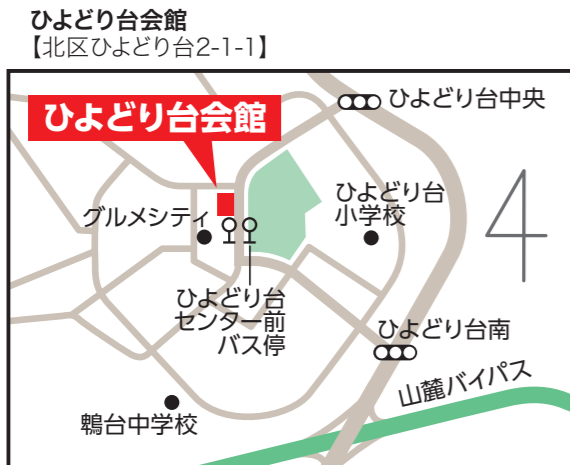 ひよどり台会館
【北区ひよどり台2-1-1】
ひよどり台中央
ひよどり台会館
ひよどり台
小学校
グルメシティ
ひよどり台
センター前
バス停
ひよどり台南
山麓バイパス
鵯台中学校